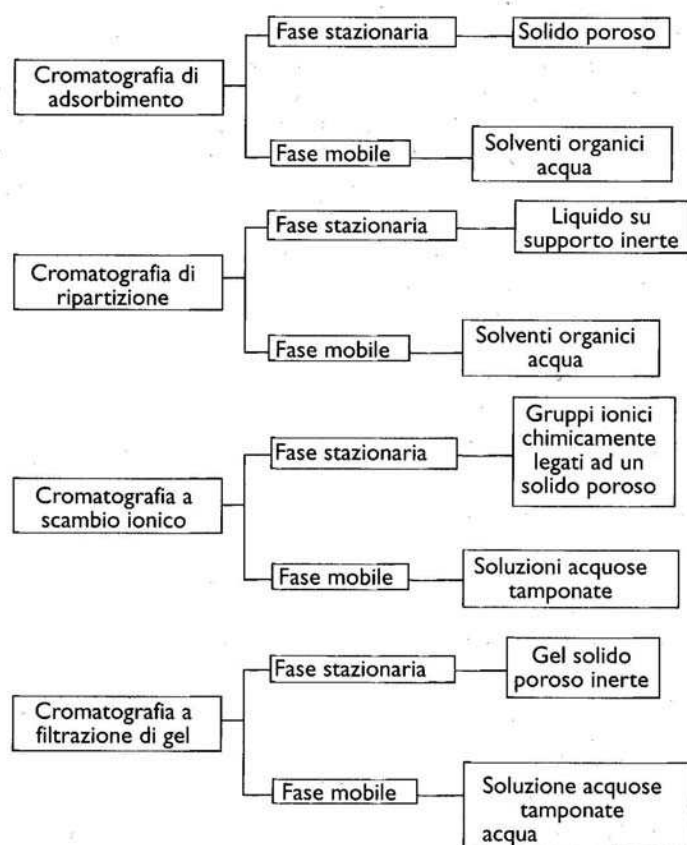 Fase stazionaria
Solido poroso
Cromatografia di
adsorbimento
Fase mobile
Solventi organici
acqua
Fase stazionaria
Liquido su
supporto inerte
Cromatografia di
ripartizione
Fase mobile
Solventi organici
acqua
Gruppi ionici
chimicamente
legati ad un
solido poroso
Fase stazionaria
Cromatografia a
scambio ionico
Fase mobile
Soluzioni acquose
tamponate
Fase stazionaria
Gel solido
poroso inerte
Cromatografia a
filtrazione di gel
Fase mobile
Soluzione acquose
tamponate
acqua